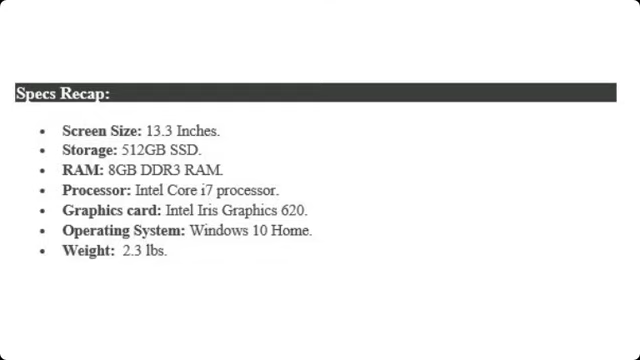 Specs Recap:
• Screen Size: 13.3 Inches.
• Storage: 512GB SSD.
• RAM: 8GB DDR3 RAM.
• Processor: Intel Core i7 processor.
• Graphics card: Intel Iris Graphics 620.
• Operating System: Windows 10 Home.
• Weight:  2.3 lbs.